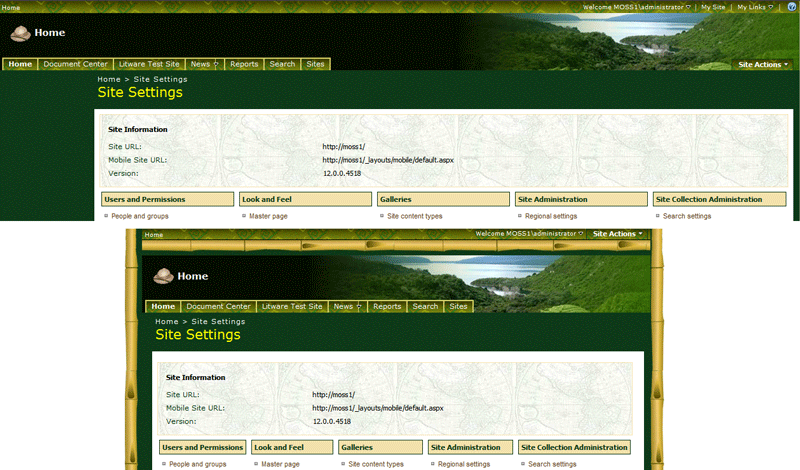 Home
Welcome MOSS1\administrator | My Site | My Links |
Home
Home Document Center Litware Test Site News Reports Search Sites
Site Actions
Home > Site Settings
Site Settings
Site Information
Site URL: http://moss1/
Mobile Site URL: http://moss1/_layouts/mobile/default.aspx
Version: 12.0.0.4518
Users and Permissions Look and Feel Galleries Site Administration Site Collection Administration
People and groups Master page Site content types Regional settings Search settings
Home
Welcome MOSS1\administrator Site Actions
Home
Home Document Center Litware Test Site News Reports Search Sites
Home > Site Settings
Site Settings
Site Information
Site URL: http://moss1/
Mobile Site URL: http://moss1/_layouts/mobile/default.aspx
Version: 12.0.0.4518
Users and Permissions Look and Feel Galleries Site Administration Site Collection Administration
People and groups Master page Site content types Regional settings Search settings